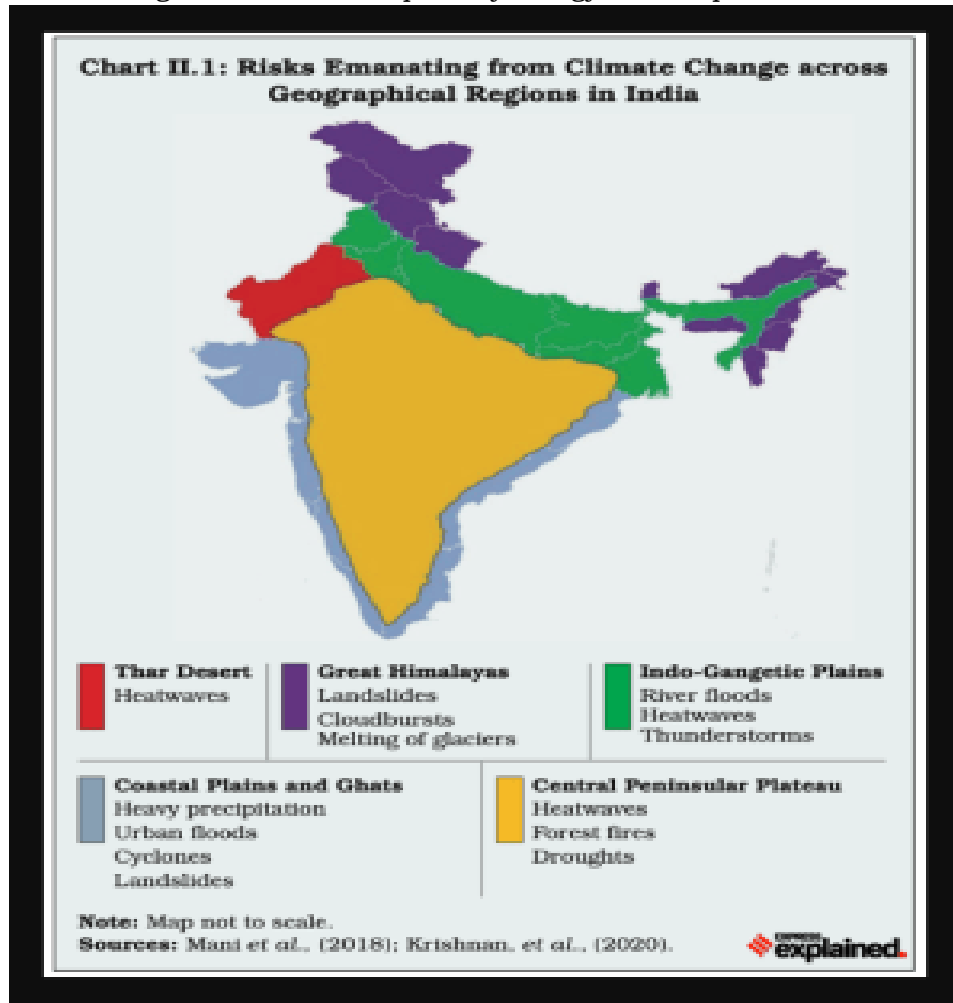 Chart II.1: Risks Emanating from Climate Change across
Geographical Regions in India
Thar Desert
Heatwaves
Great Himalayas
Landslides
Cloudbursts
Melting of glaciers
Indo-Gangetic Plains
River floods
Heatwaves
Thunderstorms
Coastal Plains and Ghats
Heavy precipitation
Urban floods
Cyclones
Landslides
Central Peninsular Plateau
Heatwaves
Forest fires
Droughts
Note: Map not to scale.
Sources: Mani et al., (2018); Krishnan, et al., (2020).
EXPRESS
explained.